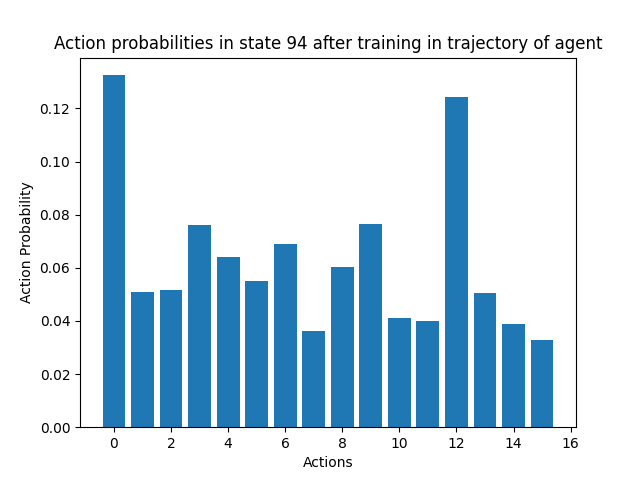 Action probabilities in state 94 after training in trajectory of agent
Action Probability
0.12
0.10
0.08
0.06
0.04
0.02
0.00
0 2 4 6 8 10 12 14 16
Actions